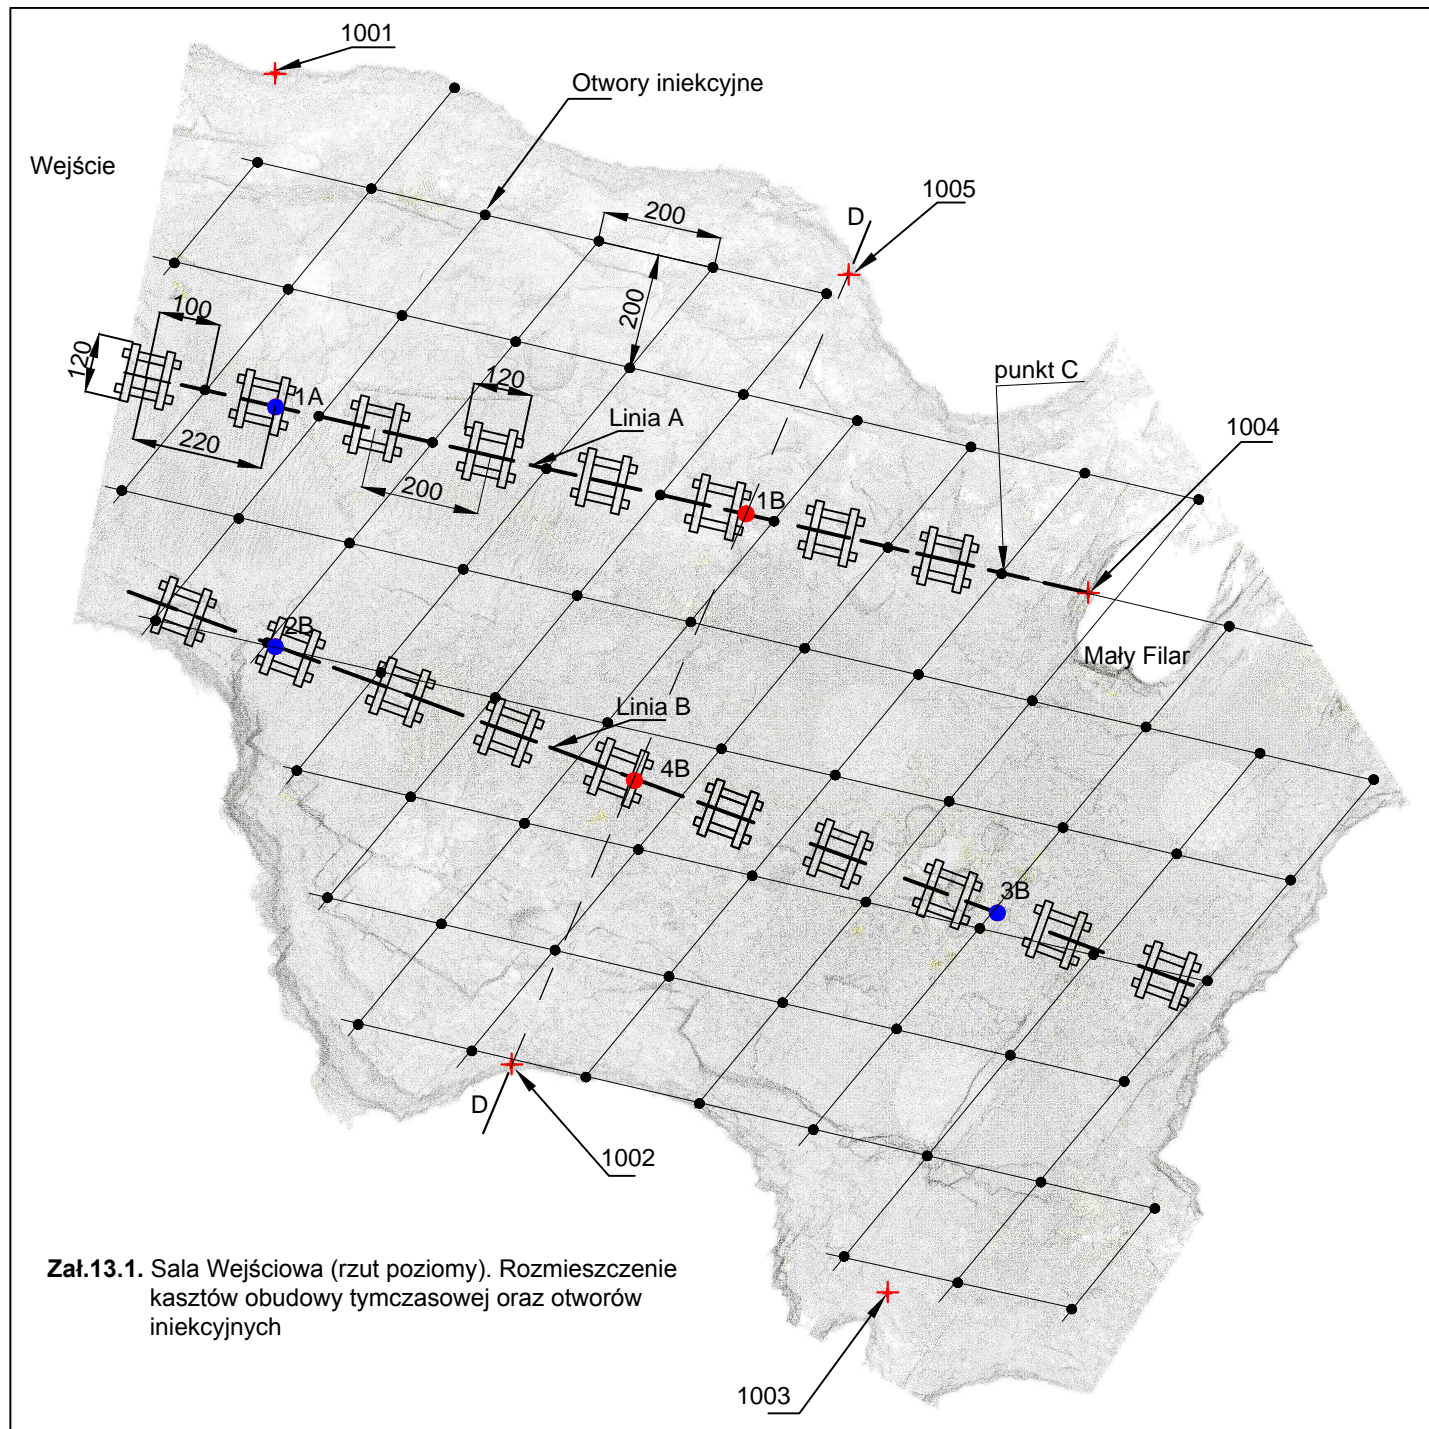 1001
Otwory iniekcyjne
Wejście
1005
D
200
200
100
120
120
1A
220
200
Linia A
1B
punkt C
1004
Mały Filar
2B
Linia B
4B
3B
D
1002
1003
Zał.13.1. Sala Wejściowa (rzut poziomy). Rozmieszczenie
kasztów obudowy tymczasowej oraz otworów
iniekcyjnych